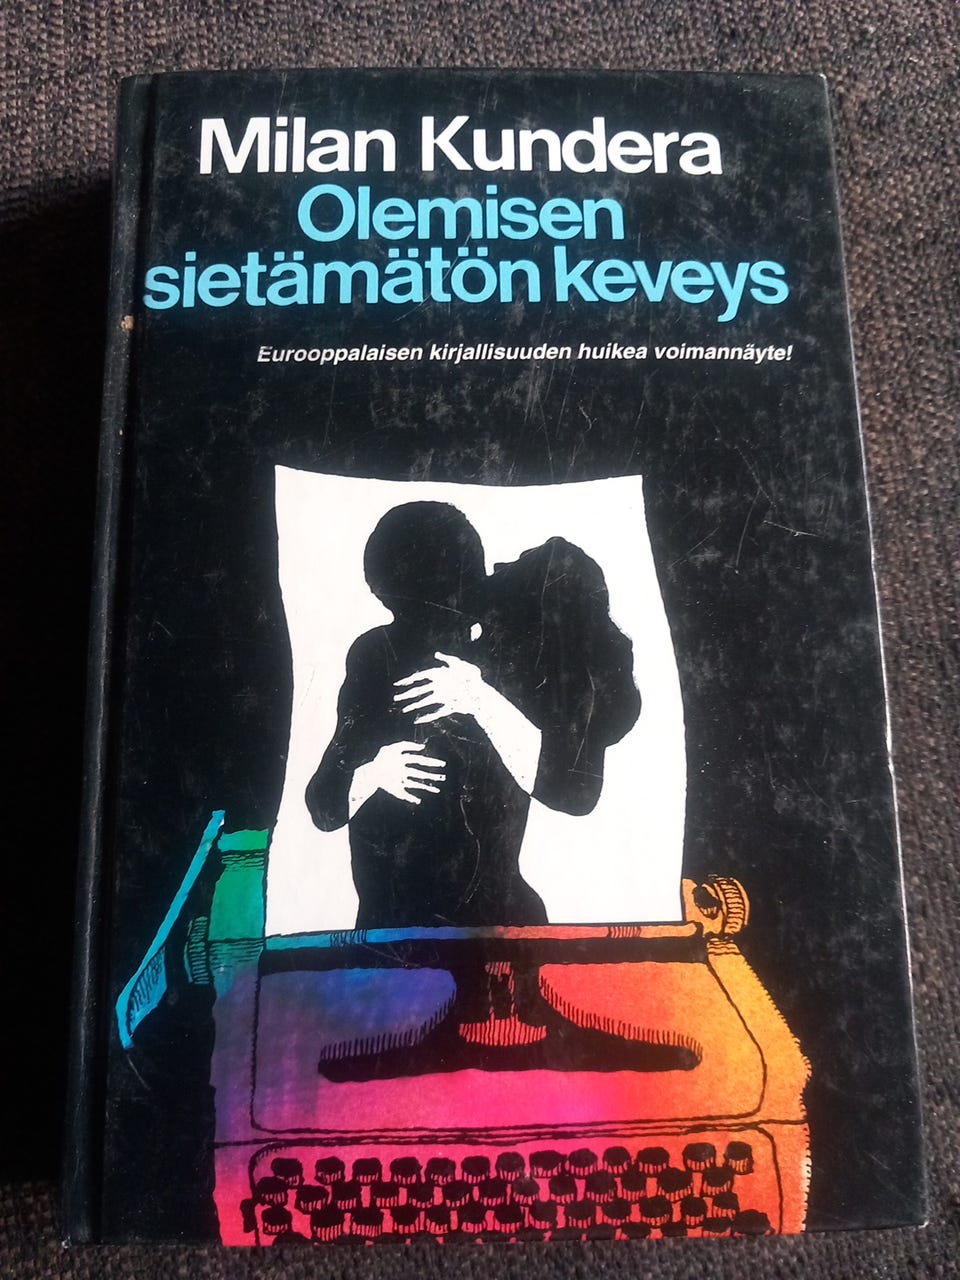 Milan Kundera
Olemisen
sietämätön keveys
Eurooppalaisen kirjallisuuden huikea voimannäyte!